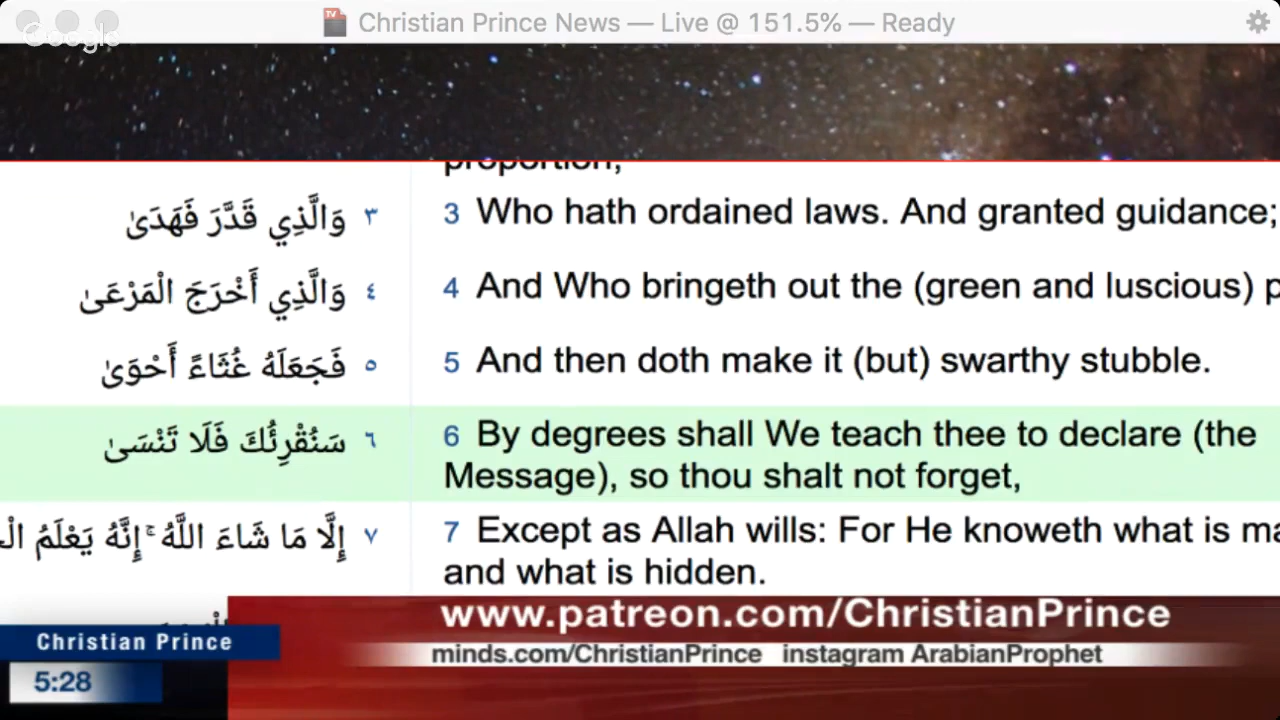 Christian Prince News — Live @ 151.5% — Ready
Google
proportion;
وَالَّذِي قَدَّرَ فَهَدَىٰ ٣
3 Who hath ordained laws. And granted guidance;
وَالَّذِي أَخْرَجَ الْمَرْعَىٰ ٤
4 And Who bringeth out the (green and luscious) p
فَجَعَلَهُ غُثَاءً أَحْوَىٰ ٥
5 And then doth make it (but) swarthy stubble.
سَنُقْرِئُكَ فَلَا تَنْسَىٰ ٦
6 By degrees shall We teach thee to declare (the
Message), so thou shalt not forget,
إِلَّا مَا شَاءَ اللَّهُ ۚ إِنَّهُ يَعْلَمُ ٧
7 Except as Allah wills: For He knoweth what is ma
and what is hidden.
www.patreon.com/ChristianPrince
Christian Prince
minds.com/ChristianPrince instagram ArabianProphet
5:28